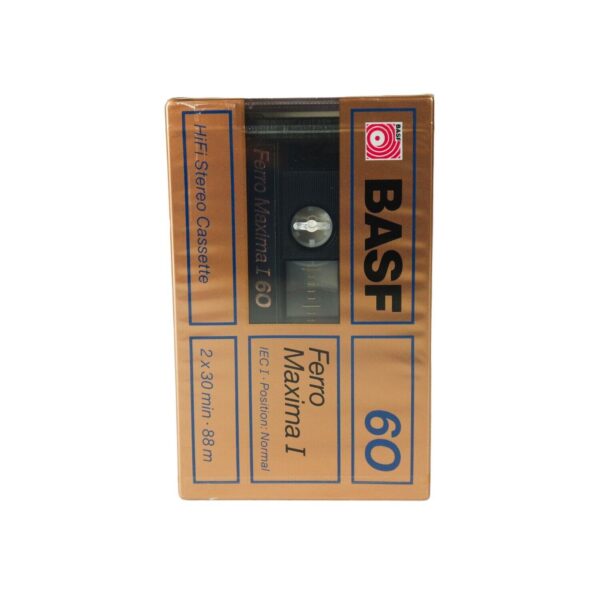 BASF
BASF
60
Ferro Maxima I 60
Ferro
Maxima I
IEC I · Position: Normal
HiFi Stereo Cassette
2 x 30 min · 88 m